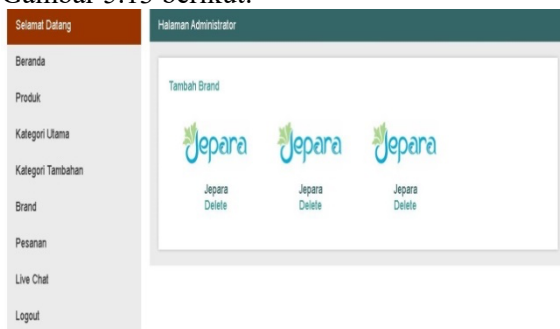 Gambar 5.15 berikut.
Selamat Datang
Halaman Administrator
Beranda
Produk
Kategori Utama
Kategori Tambahan
Brand
Pesanan
Live Chat
Logout
Tambah Brand
Jepara Jepara Jepara
Jepara Jepara Jepara
Delete Delete Delete